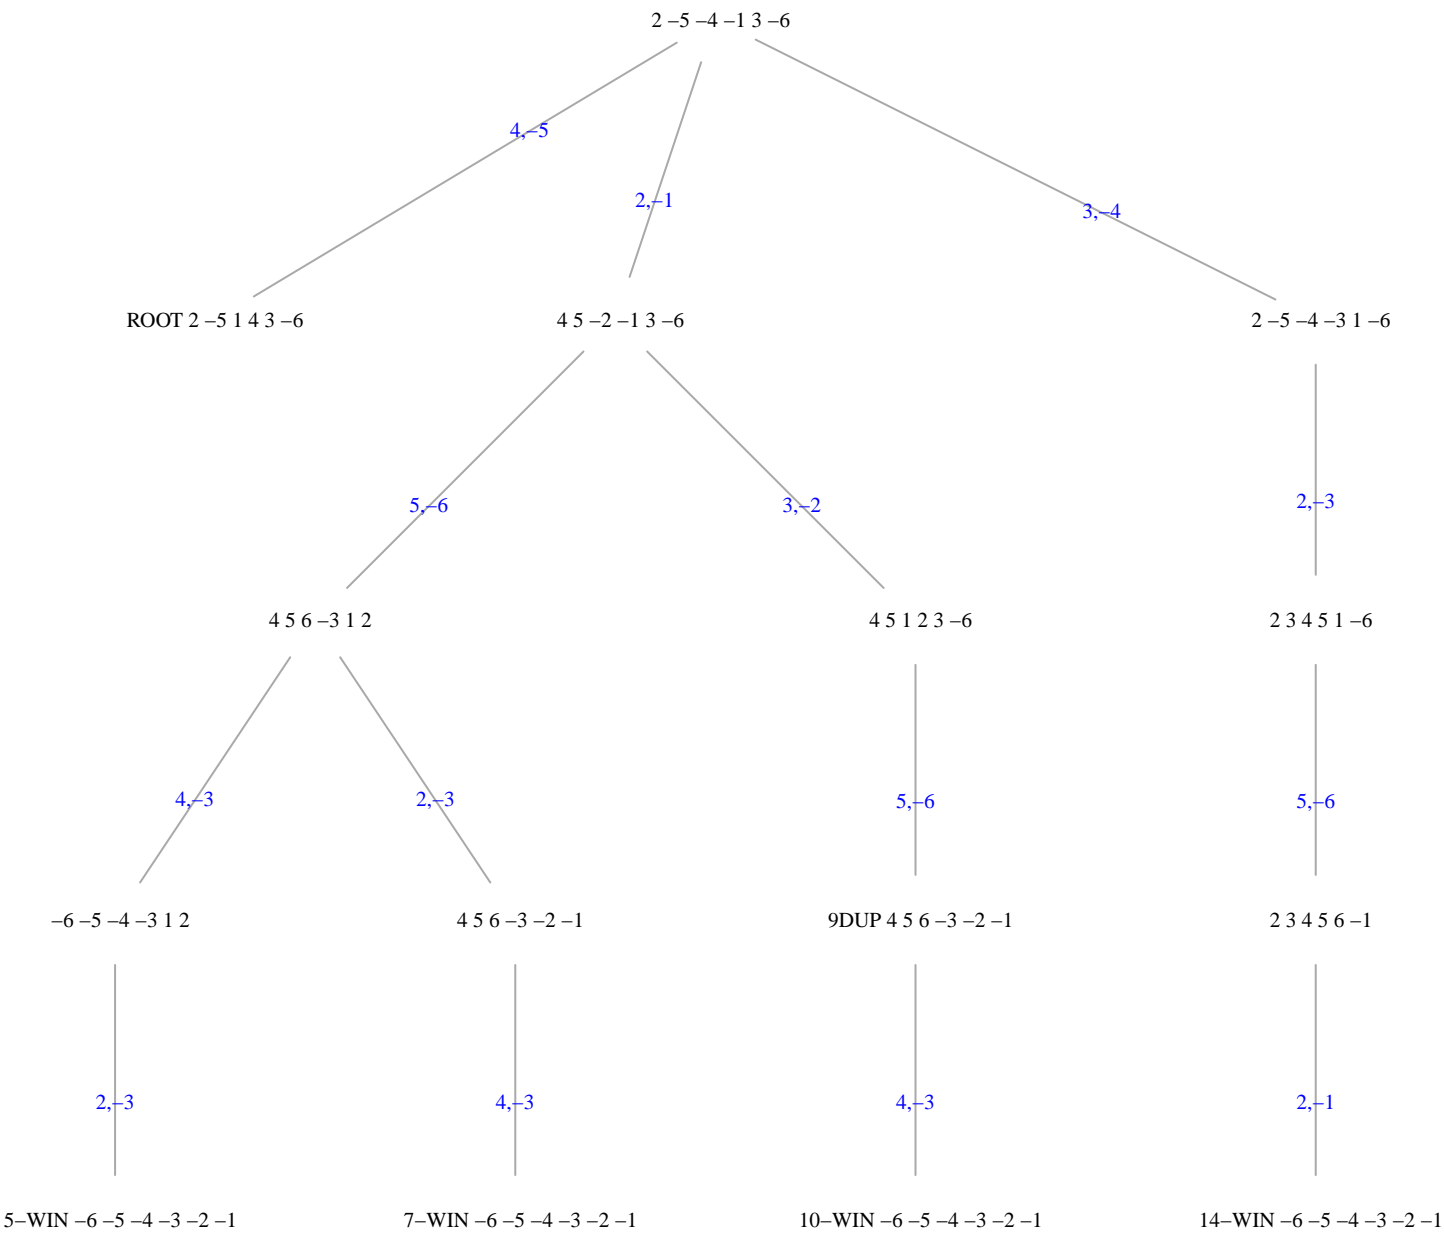 2 –5 –4 –1 3 –6
4,–5
2,–1
3,–4
ROOT 2 –5 1 4 3 –6
4 5 –2 –1 3 –6
2 –5 –4 –3 1 –6
5,–6
3,–2
2,–3
4 5 6 –3 1 2
4 5 1 2 3 –6
2 3 4 5 1 –6
4,–3
2,–3
5,–6
5,–6
–6 –5 –4 –3 1 2
4 5 6 –3 –2 –1
9DUP 4 5 6 –3 –2 –1
2 3 4 5 6 –1
2,–3
4,–3
4,–3
2,–1
5–WIN –6 –5 –4 –3 –2 –1
7–WIN –6 –5 –4 –3 –2 –1
10–WIN –6 –5 –4 –3 –2 –1
14–WIN –6 –5 –4 –3 –2 –1